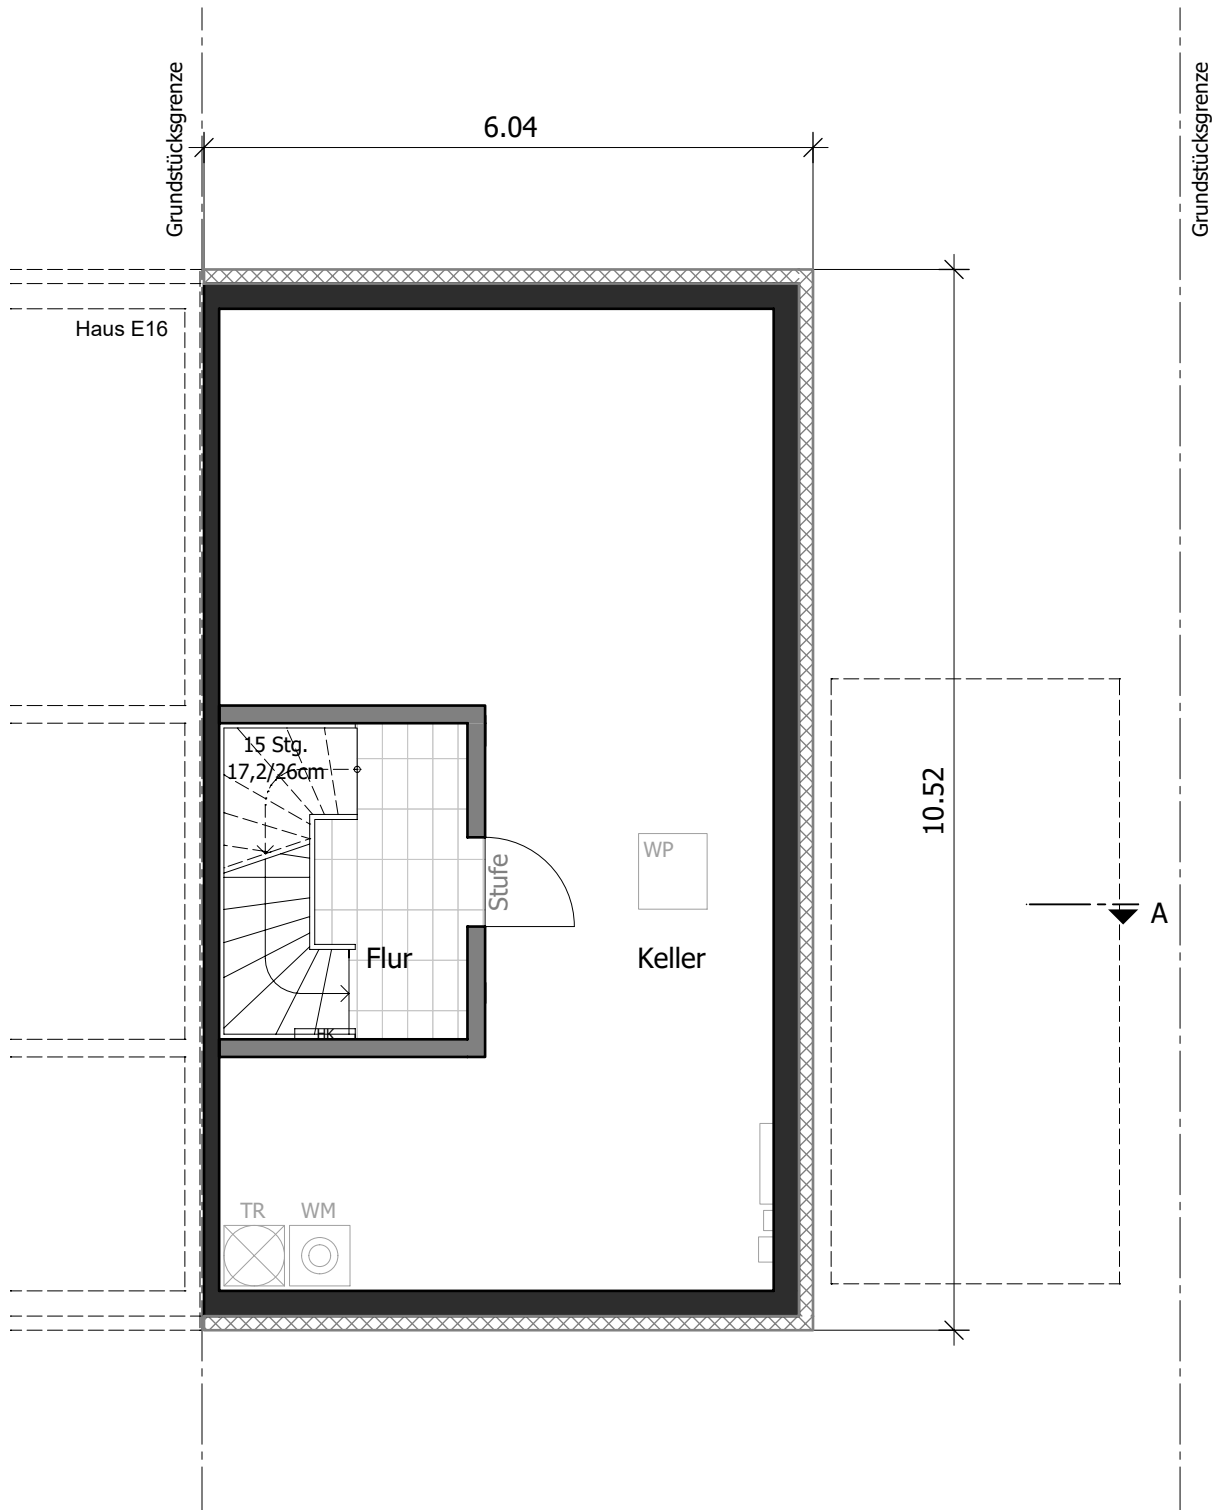 Grundstücksgrenze
Grundstücksgrenze
6.04
Haus E16
15 Stg.
17,2/26cm
10.52
WP
Stufe
A
Flur
Keller
HK
TR
WM